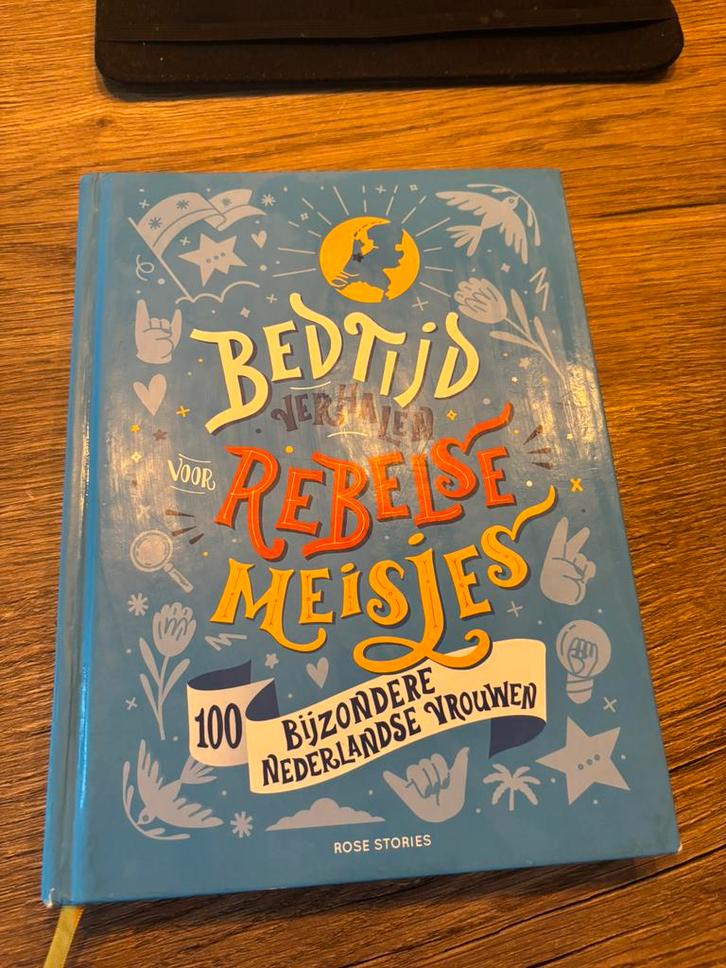 BEDTIJD
VERHALEN
VOOR REBELSE
MEISJES
100 BIJZONDERE
NEDERLANDSE VROUWEN
ROSE STORIES